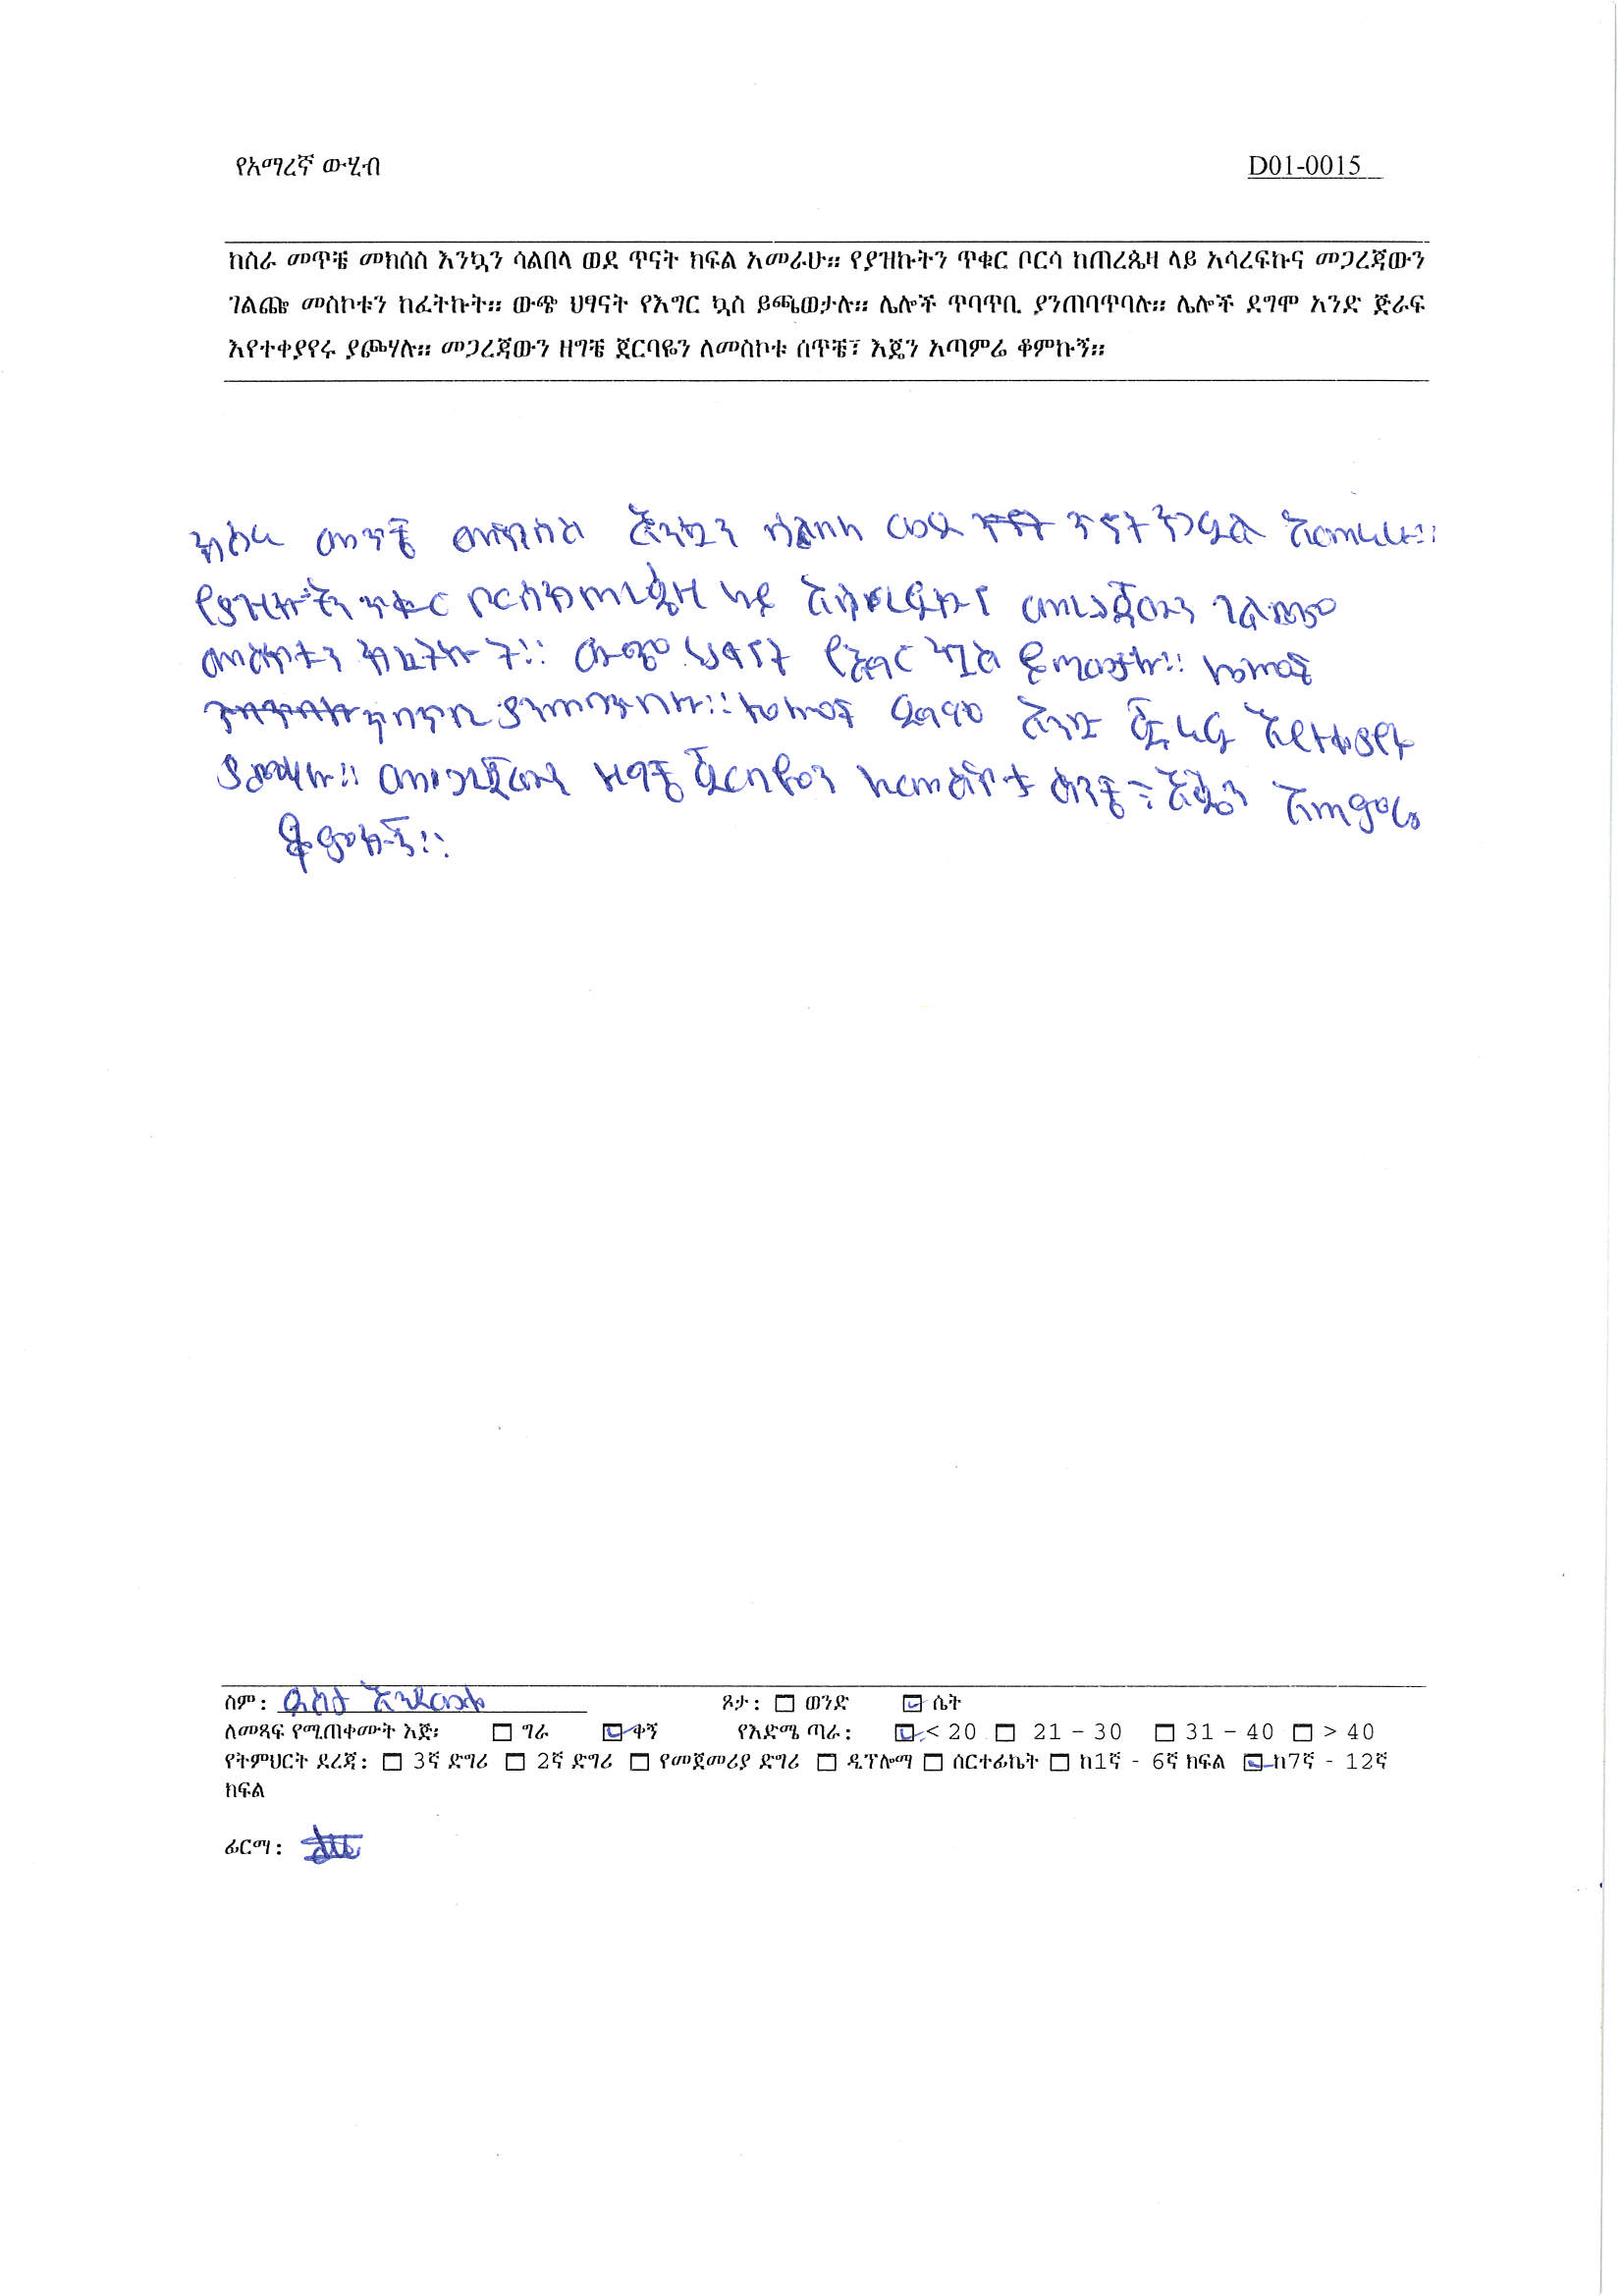 የአማረኛ ውሂብ D01-0015
ከስራ መጥቼ መክሰስ እንኳን ሳልበላ ወደ ጥናት ክፍል አመራሁ። የያዝኩትን ጥቁር ቦርሳ ከጠረጴዛ ላይ አሳረፍኩና መጋረጃውን
ገልጬ መስኮቱን ከፈትኩት። ውጭ ህፃናት የእግር ኳስ ይጫወታሉ። ሌሎች ጥባጥቢ ያንጠባጥባሉ። ሌሎች ደግሞ አንድ ጅራፍ
እየተቀያየሩ ያጮሃሉ። መጋረጃውን ዘግቼ ጀርባዬን ለመስኮቱ ሰጥቼ፣ እጄን አጣምሬ ቆምኩኝ።
ከስራ መጥቼ መክሰስ እንኳን ሳልበላ ወደ ጥናት ክፍል አመራሁ።
የያዝኩትን ጥቁር ቦርሳ ከጠረጴዛ ላይ አሳረፍኩና መጋረጃውን ገልጬ
መስኮቱን ከፈትኩት። ውጭ ህፃናት የእግር ኳስ ይጫወታሉ። ሌሎች
ጥባጥቢ ያንጠባጥባሉ። ሌሎች ደግሞ አንድ ጅራፍ
ያጮሃሉ። መጋረጃውን ዘግቼ ጀርባዬን ለመስኮቱ ሰጥቼ፣ እጄን አጣምሬ
ቆምኩኝ።
ስም: ፆታ: ወንድ ሴት
ለመጻፍ የሚጠቀሙት እጅ፡ ግራ ቀኝ የእድሜ ጣራ: < 20 21 – 30 31 – 40 > 40
የትምህርት ደረጃ: 3ኛ ድግሪ 2ኛ ድግሪ የመጀመሪያ ድግሪ ዲፕሎማ ሰርተፊኬት ከ1ኛ - 6ኛ ክፍል ከ7ኛ - 12ኛ
ክፍል
ፊርማ: